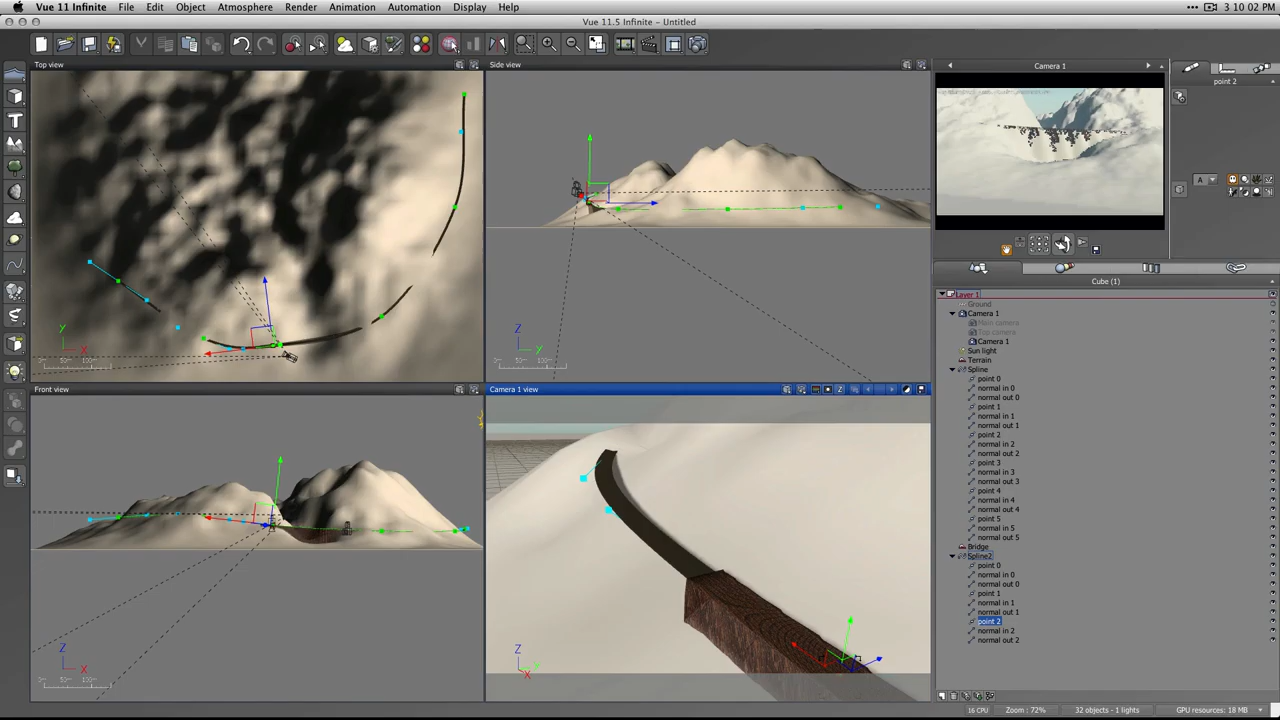 Vue 11 Infinite File Edit Object Atmosphere Render Animation Automation Display Help 3 10 02 PM
Vue 11.5 Infinite - Untitled
Top view
Side view
Camera 1
point 2
A
Y
X
Z
Y
Front view
Camera 1 view
Z
Z
X
Z
Y
X
Cube (1)
Layer 1
Ground
Camera 1
Main camera
Top camera
Camera 1
Sun light
Terrain
Spline
point 0
normal in 0
normal out 0
point 1
normal in 1
normal out 1
point 2
normal in 2
normal out 2
point 3
normal in 3
normal out 3
point 4
normal in 4
normal out 4
point 5
normal in 5
normal out 5
Bridge
Spline2
point 0
normal in 0
normal out 0
point 1
normal in 1
normal out 1
point 2
normal in 2
normal out 2
16 CPU Zoom : 72% 32 objects - 1 lights GPU resources: 18 MB